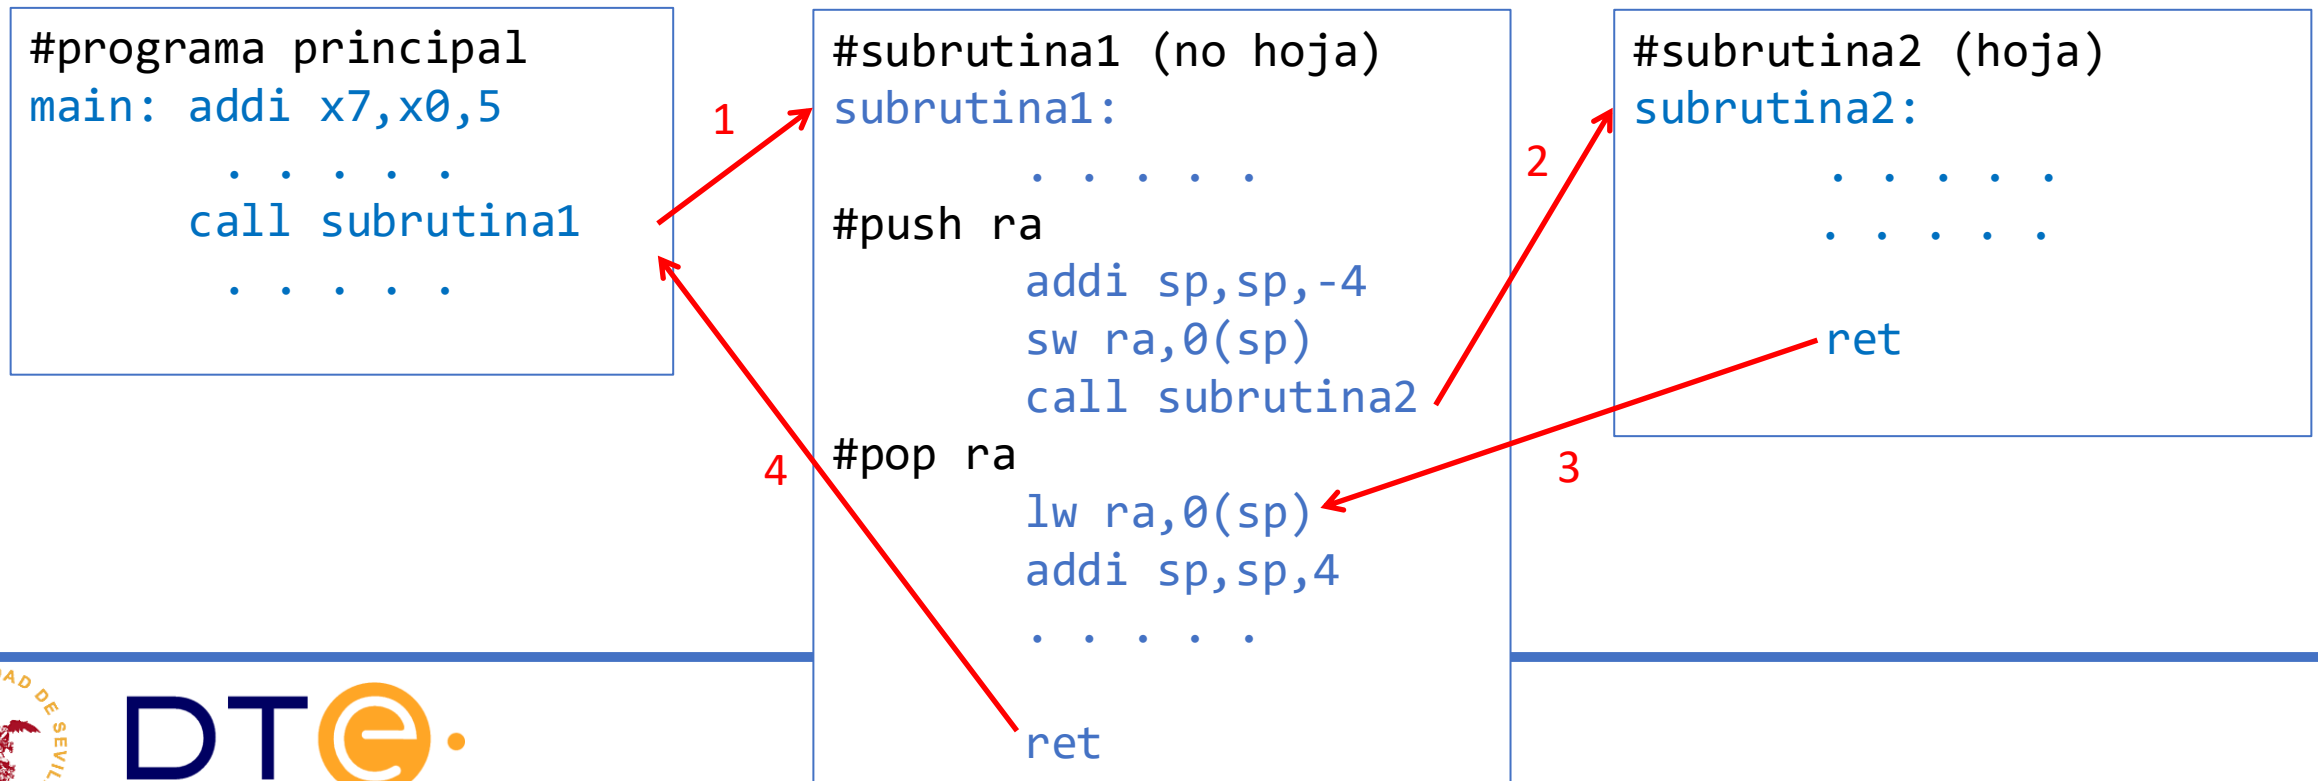 #programa principal
main: addi x7,x0,5
. . . . .
call subrutina1
. . . . .
1
4
#subrutina1 (no hoja)
subrutina1:
. . . . .
#push ra
addi sp,sp,-4
sw ra,0(sp)
call subrutina2
#pop ra
lw ra,0(sp)
addi sp,sp,4
. . . . .
ret
2
3
#subrutina2 (hoja)
subrutina2:
. . . . .
. . . . .
ret
DTe.